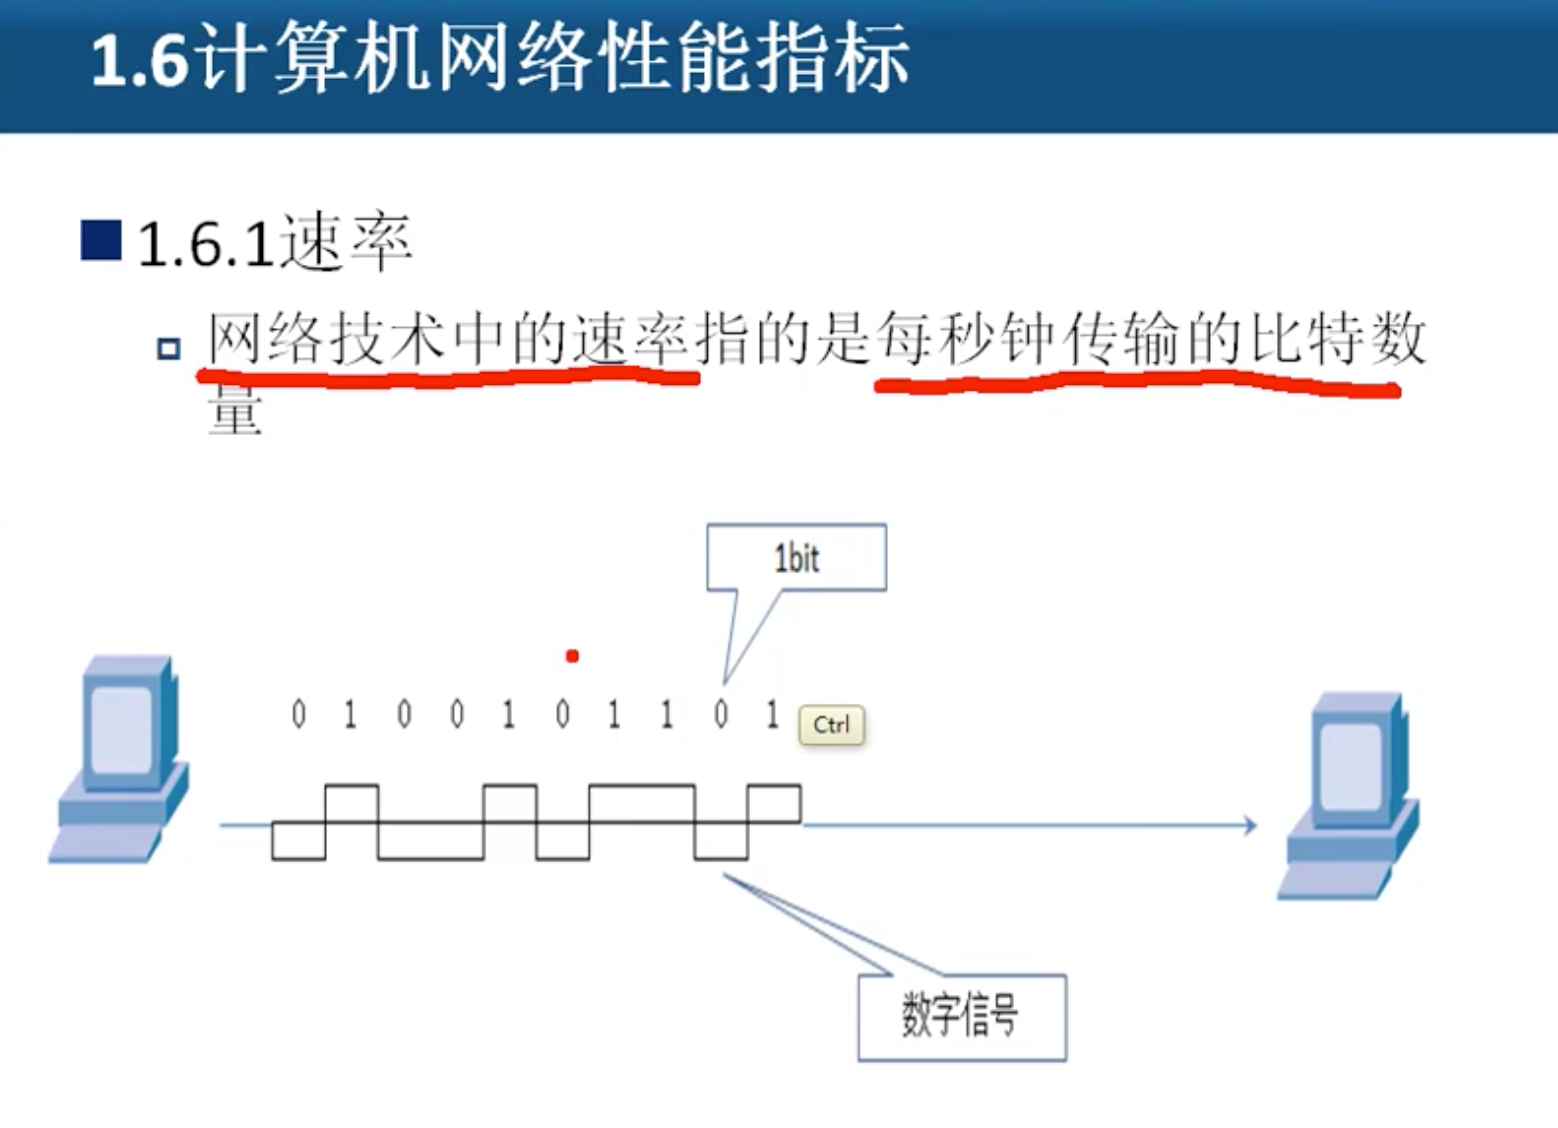 1.6计算机网络性能指标
1.6.1速率
网络技术中的速率指的是每秒钟传输的比特数
量
1bit
0 1 0 0 1 0 1 1 0 1
Ctrl
数字信号